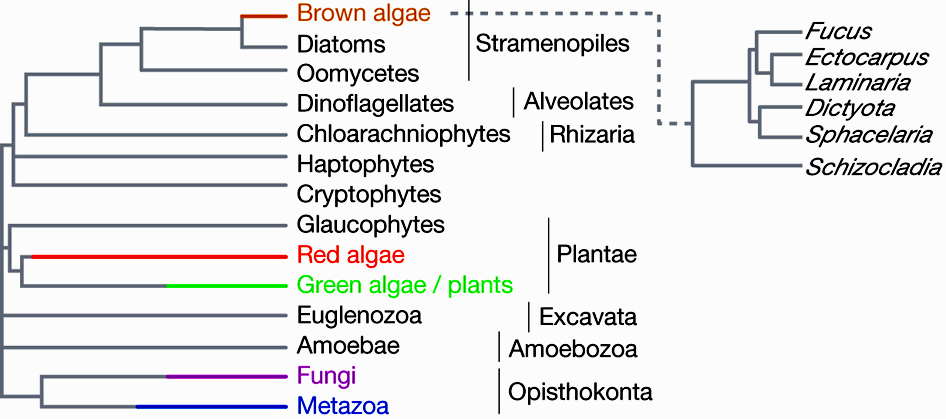 Brown algae
Diatoms
Oomycetes
Stramenopiles
Dinoflagellates
Alveolates
Chloarachniophytes
Rhizaria
Haptophytes
Cryptophytes
Glaucophytes
Red algae
Green algae / plants
Plantae
Euglenozoa
Excavata
Amoebae
Amoebozoa
Fungi
Metazoa
Opisthokonta
Fucus
Ectocarpus
Laminaria
Dictyota
Sphacelaria
Schizocladia